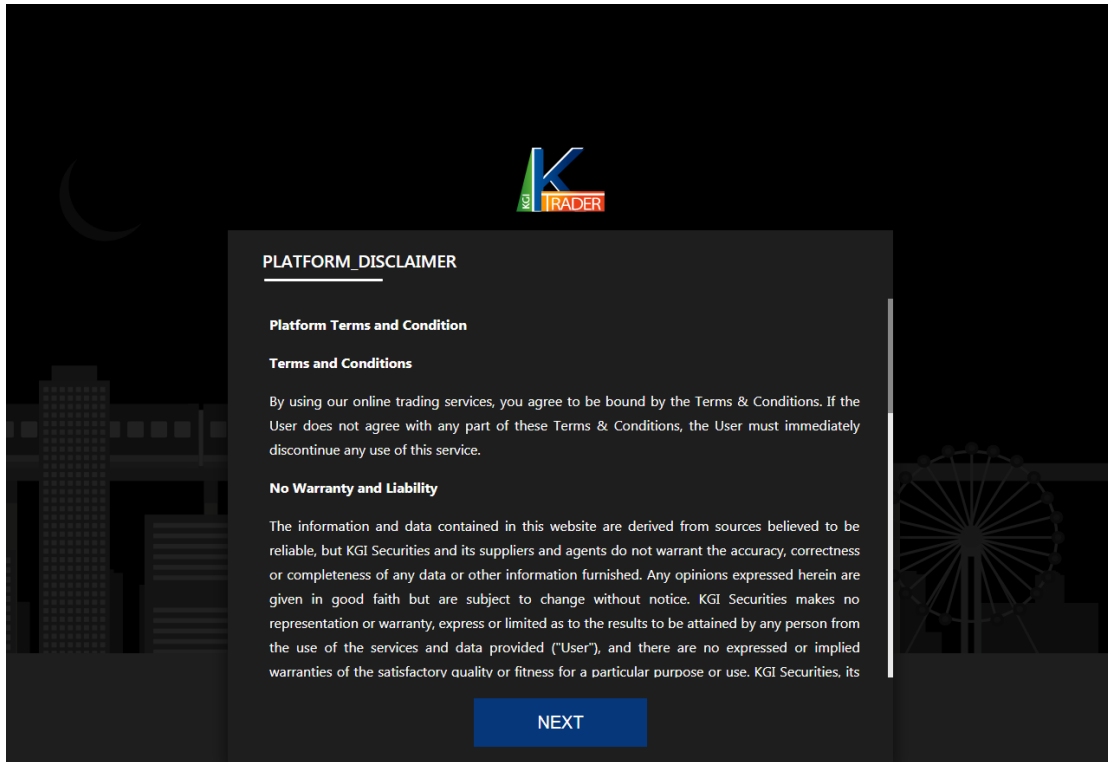 KGI
TRADER
PLATFORM_DISCLAIMER
Platform Terms and Condition
Terms and Conditions
By using our online trading services, you agree to be bound by the Terms & Conditions. If the
User does not agree with any part of these Terms & Conditions, the User must immediately
discontinue any use of this service.
No Warranty and Liability
The information and data contained in this website are derived from sources believed to be
reliable, but KGI Securities and its suppliers and agents do not warrant the accuracy, correctness
or completeness of any data or other information furnished. Any opinions expressed herein are
given in good faith but are subject to change without notice. KGI Securities makes no
representation or warranty, express or limited as to the results to be attained by any person from
the use of the services and data provided ("User"), and there are no expressed or implied
warranties of the satisfactory quality or fitness for a particular purpose or use. KGI Securities, its
NEXT